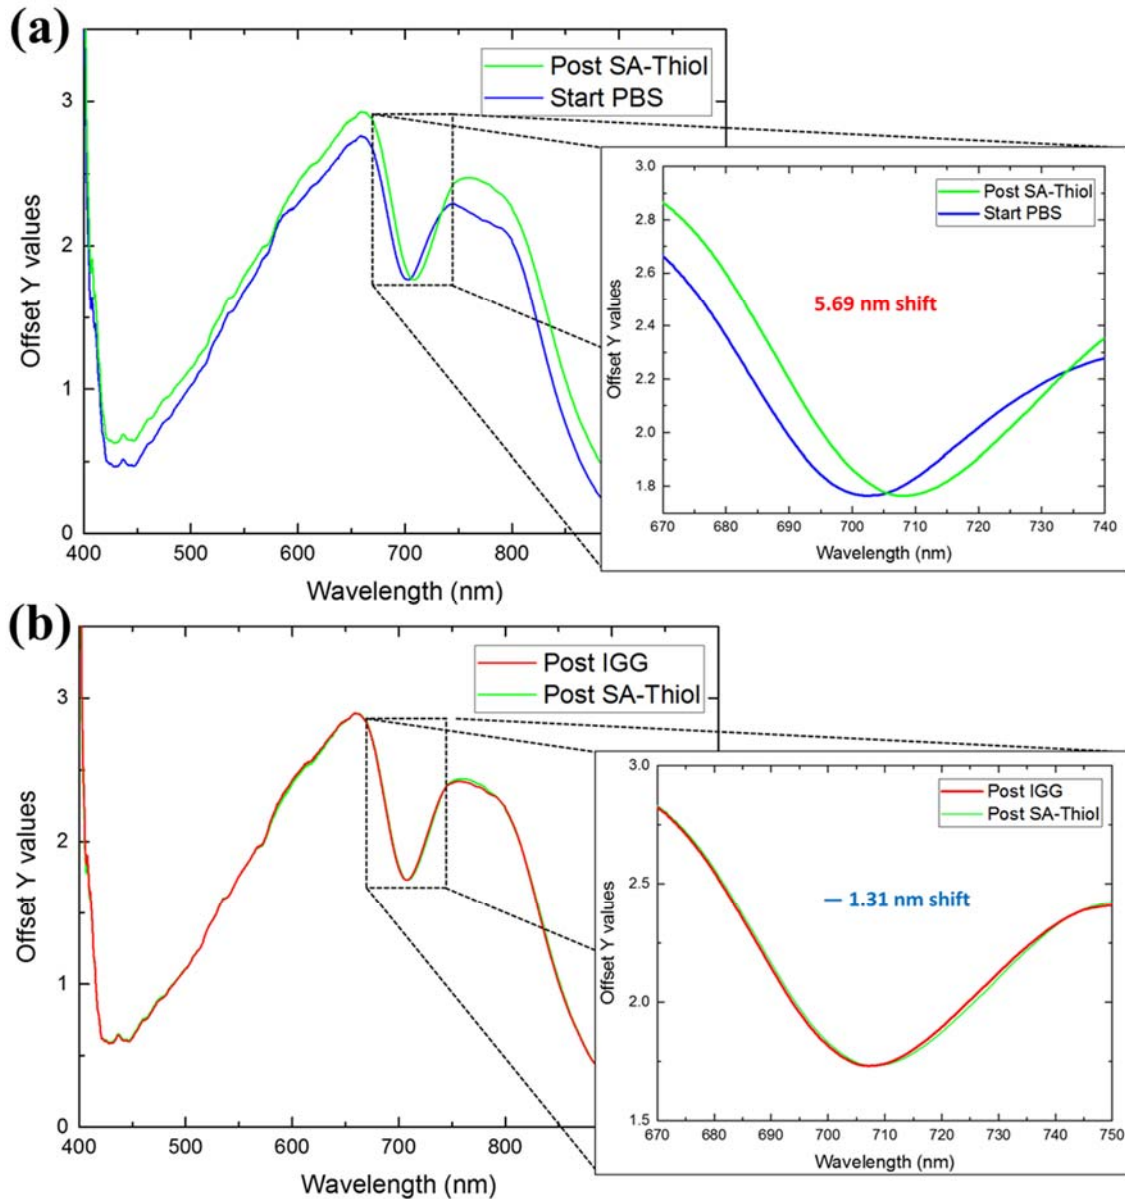 (a)
Post SA-Thiol
Start PBS
Offset Y values
3
2
1
0
400 500 600 700 800
Wavelength (nm)
3.0
2.8
2.6
2.4
2.2
2.0
1.8
Offset Y values
Post SA-Thiol
Start PBS
5.69 nm shift
670 680 690 700 710 720 730 740
Wavelength (nm)
(b)
Post IGG
Post SA-Thiol
Offset Y values
3
2
1
0
400 500 600 700 800
Wavelength (nm)
3.0
2.5
2.0
1.5
Offset Y values
Post IGG
Post SA-Thiol
— 1.31 nm shift
670 680 690 700 710 720 730 740 750
Wavelength (nm)